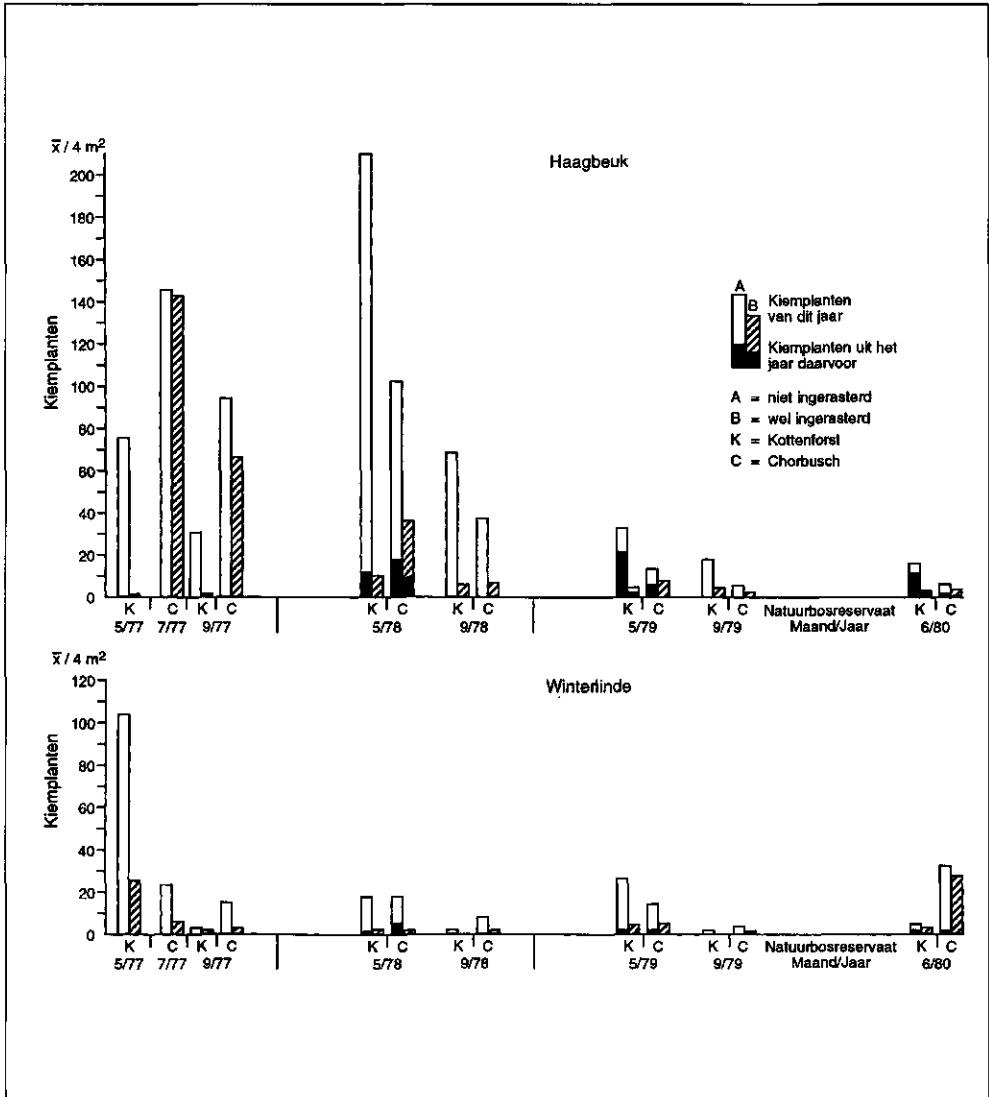 x̄ / 4 m²
Haagbeuk
Kiemplanten
200
180
160
140
120
100
80
60
40
20
0
A
B
Kiemplanten
van dit jaar
Kiemplanten uit het
jaar daarvoor
A = niet ingerasterd
B = wel ingerasterd
K = Kottenforst
C = Chorbusch
K C K C K C K C K C K C Natuurbosreservaat K C
5/77 7/77 9/77 5/78 9/78 5/79 9/79 Maand/Jaar 6/80
x̄ / 4 m²
Winterlinde
Kiemplanten
120
100
80
60
40
20
0
K C K C K C K C K C K C Natuurbosreservaat K C
5/77 7/77 9/77 5/78 9/78 5/79 9/79 Maand/Jaar 6/80